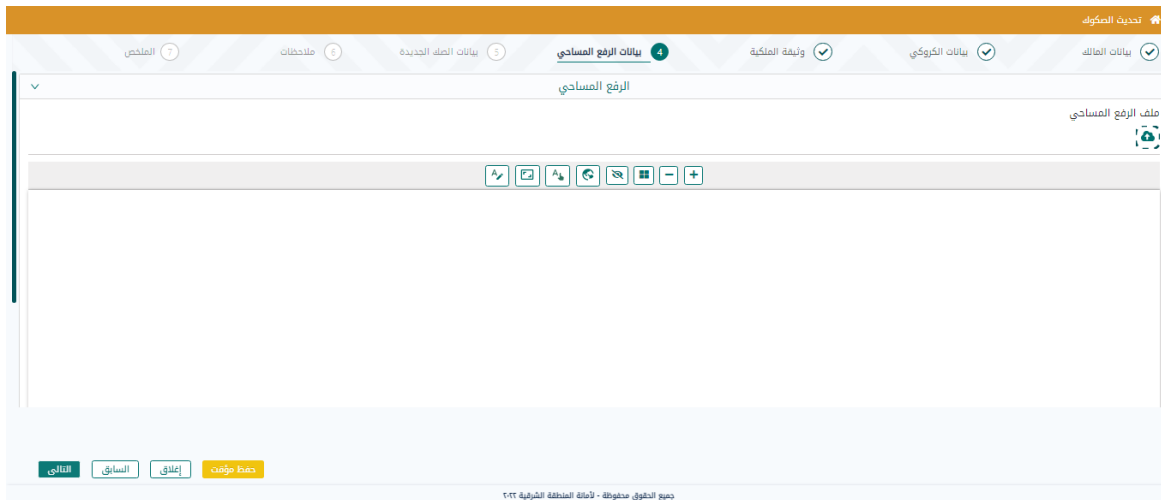 تحديث الصكوك
بيانات المالك
بيانات الكروكي
وثيقة الملكية
4 بيانات الرفع المساحي
5 بيانات الصك الجديدة
6 ملاحظات
7 الملخص
الرفع المساحي
ملف الرفع المساحي
حفظ مؤقت
إغلاق
السابق
التالى
جميع الحقوق محفوظة - لأمانة المنطقة الشرقية ٢٠٢٢